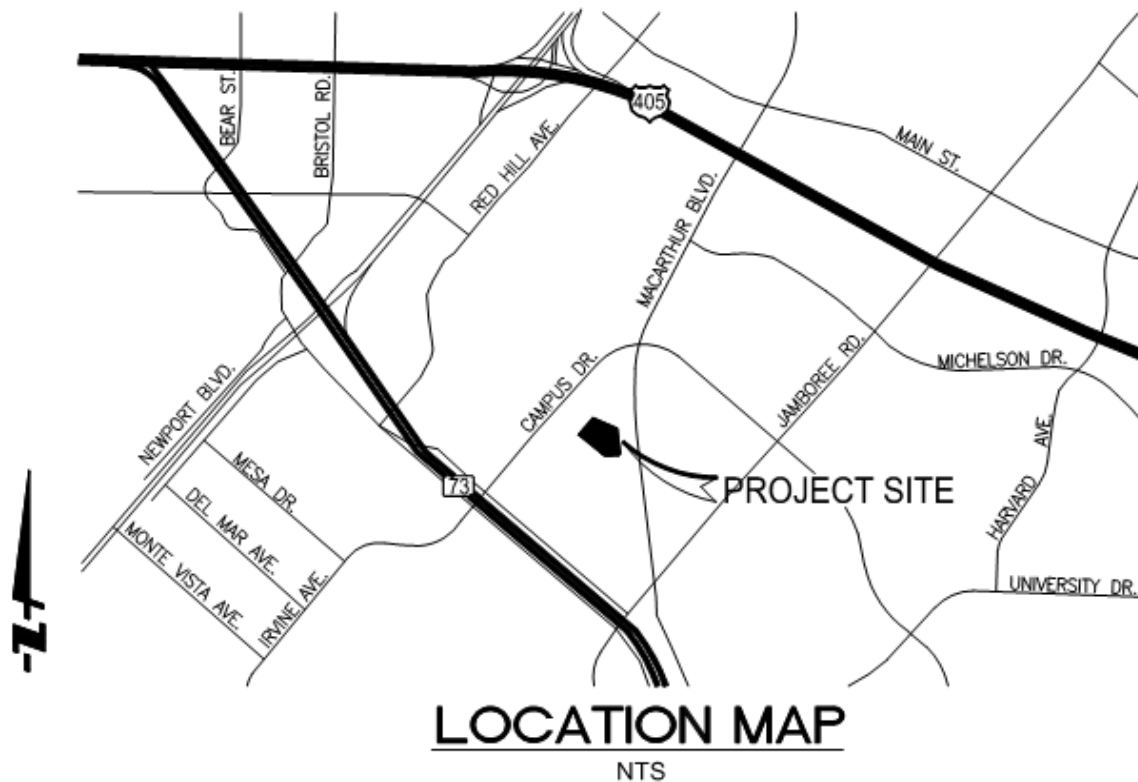 405
BEAR ST.
BRISTOL RD.
RED HILL AVE.
MAIN ST.
MACARTHUR BLVD.
MICHELSON DR.
JAMBOREE RD.
CAMPUS DR.
NEWPORT BLVD.
MESA DR.
DEL MAR AVE.
MONTE VISTA AVE.
IRVINE AVE.
73
PROJECT SITE
HARVARD AVE.
UNIVERSITY DR.
N
LOCATION MAP
NTS